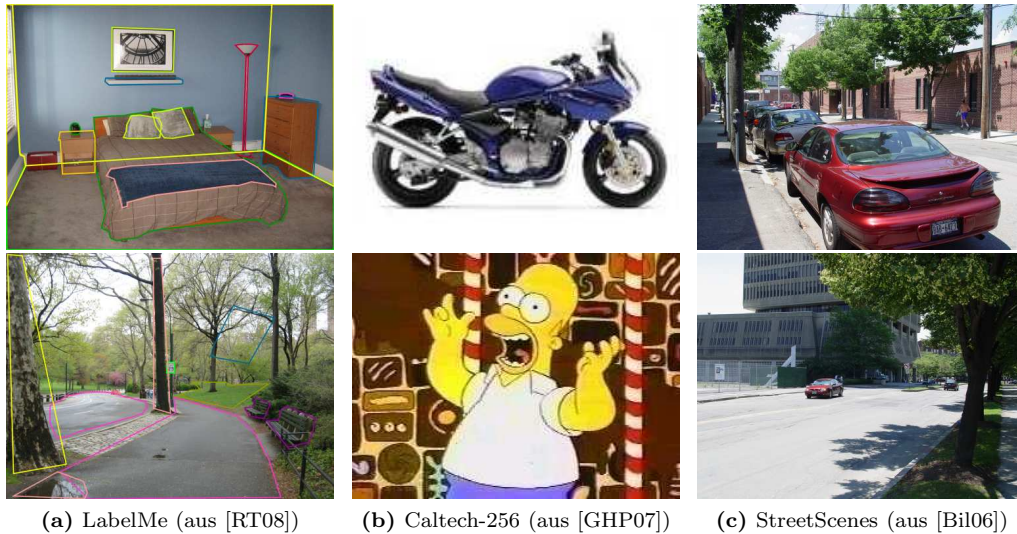 (a) LabelMe (aus [RT08])
(b) Caltech-256 (aus [GHP07])
(c) StreetScenes (aus [Bil06])